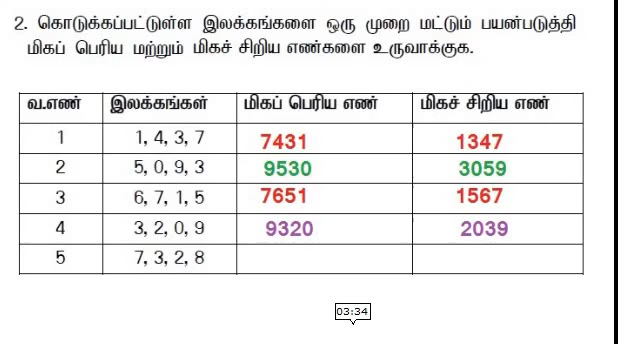 2. கொடுக்கப்பட்டுள்ள இலக்கங்களை ஒரு முறை மட்டும் பயன்படுத்தி
மிகப் பெரிய மற்றும் மிகச் சிறிய எண்களை உருவாக்குக.
வ.எண் இலக்கங்கள் மிகப் பெரிய எண் மிகச் சிறிய எண்
1 1, 4, 3, 7 7431 1347
2 5, 0, 9, 3 9530 3059
3 6, 7, 1, 5 7651 1567
4 3, 2, 0, 9 9320 2039
5 7, 3, 2, 8
03:34